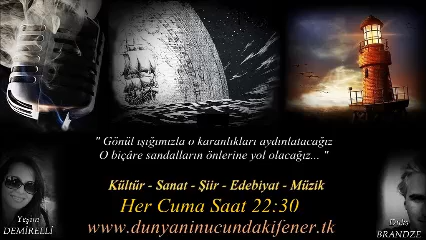 " Gönül ışığımızla o karanlıkları aydınlatacağız
O biçâre sandalların önlerine yol olacağız... "
Kültür - Sanat - Şiir - Edebiyat - Müzik
Her Cuma Saat 22:30
www.dunyaninucundakifener.tk
DEMİRELLİ
BRANDZE